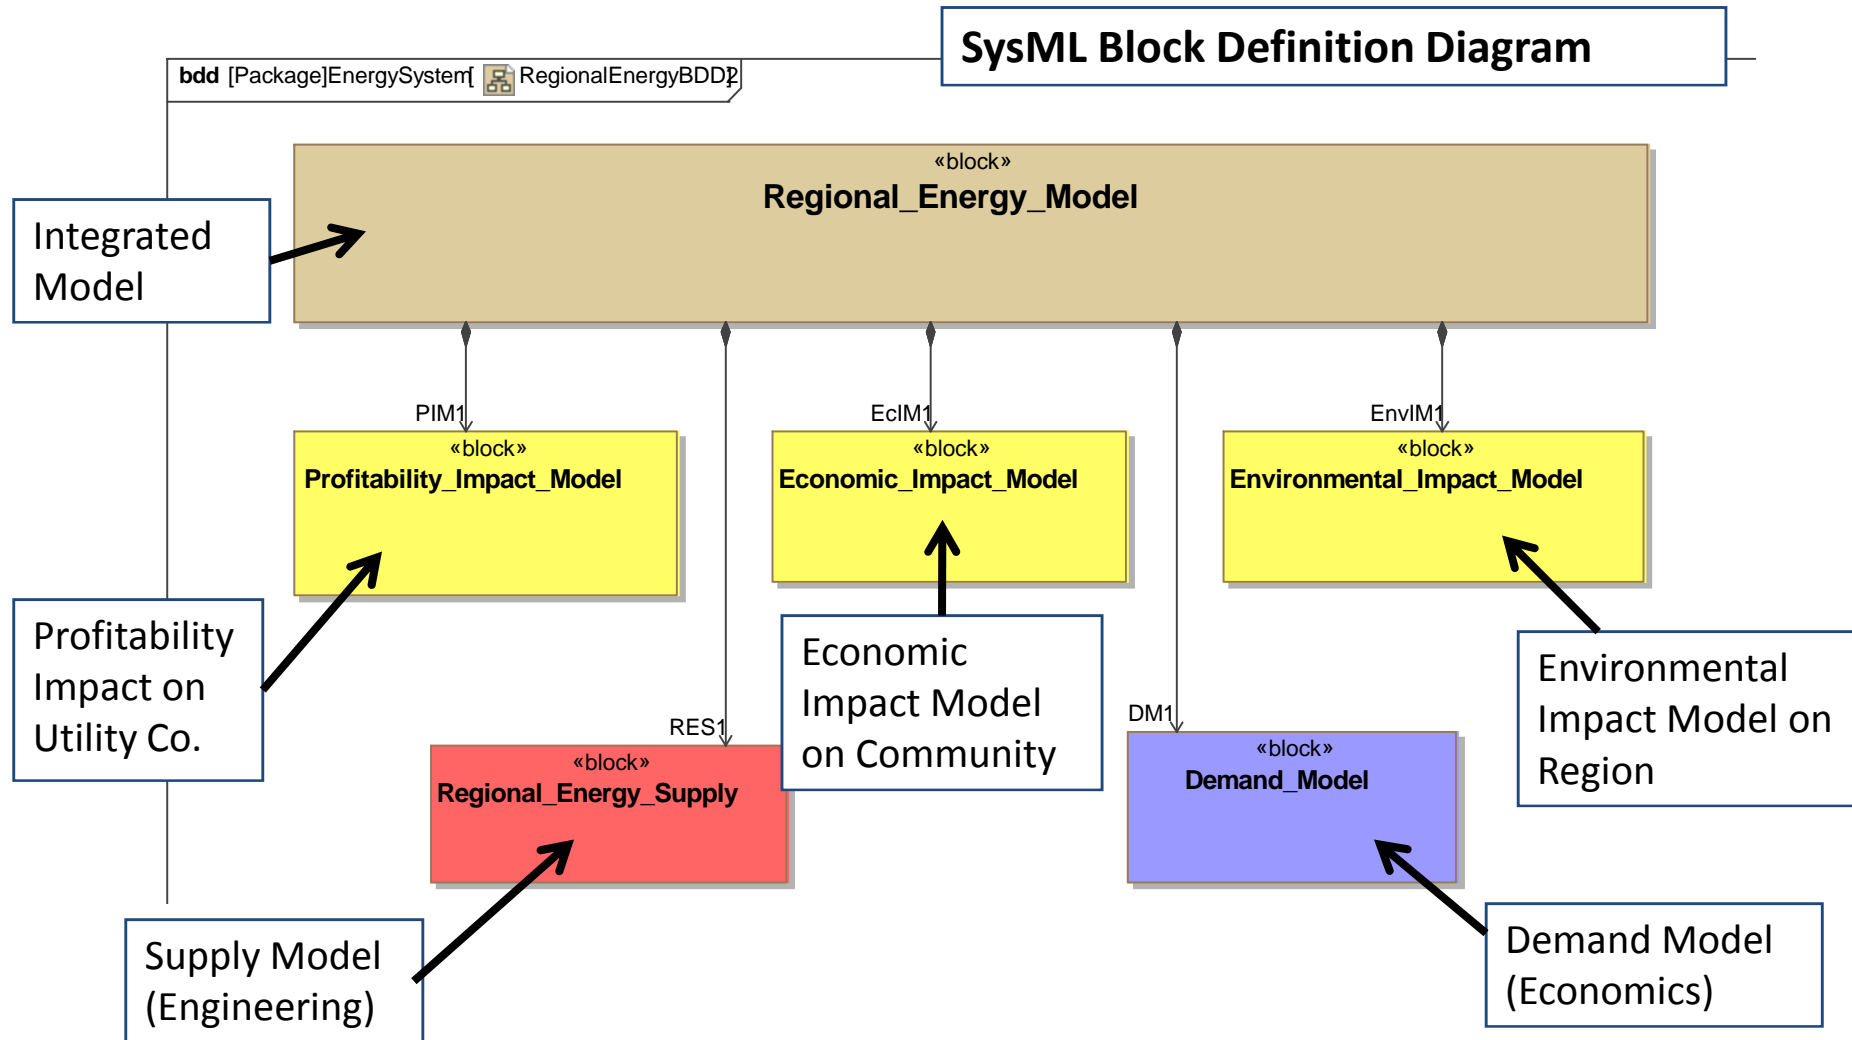 SysML Block Definition Diagram
bdd [Package]EnergySystem[ RegionalEnergyBDD2]
«block»
Regional_Energy_Model
Integrated
Model
PIM1
EcIM1
EnvIM1
«block»
Profitability_Impact_Model
«block»
Economic_Impact_Model
«block»
Environmental_Impact_Model
Profitability
Impact on
Utility Co.
Economic
Impact Model
on Community
Environmental
Impact Model on
Region
RES1
DM1
«block»
Regional_Energy_Supply
«block»
Demand_Model
Supply Model
(Engineering)
Demand Model
(Economics)